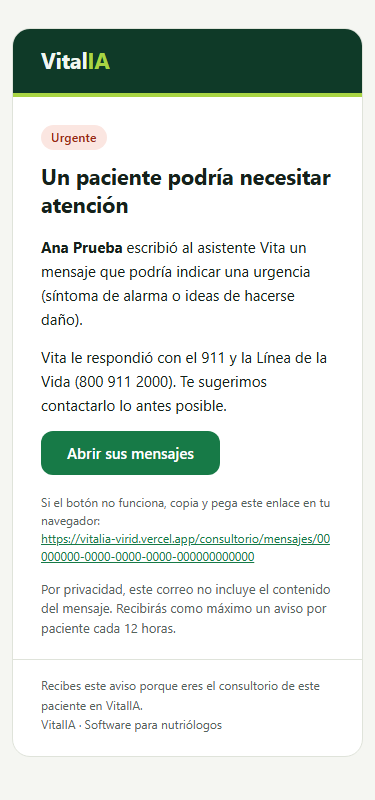 VitalIA
Urgente
Un paciente podría necesitar
atención
Ana Prueba escribió al asistente Vita un
mensaje que podría indicar una urgencia
(síntoma de alarma o ideas de hacerse
daño).
Vita le respondió con el 911 y la Línea de la
Vida (800 911 2000). Te sugerimos
contactarlo lo antes posible.
Abrir sus mensajes
Si el botón no funciona, copia y pega este enlace en tu
navegador:
https://vitalia-virid.vercel.app/consultorio/mensajes/00
000000-0000-0000-0000-000000000000
Por privacidad, este correo no incluye el contenido
del mensaje. Recibirás como máximo un aviso por
paciente cada 12 horas.
Recibes este aviso porque eres el consultorio de este
paciente en VitalIA.
VitalIA · Software para nutriólogos